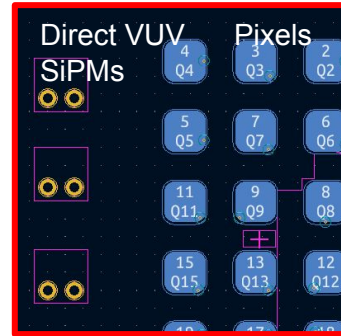 Direct VUV Pixels
SiPMs
4 3 2
Q4 Q3 Q2
5 7 6
Q5 Q7 Q6
11 9 8
Q11 Q9 Q8
15 13 12
Q15 Q13 Q12